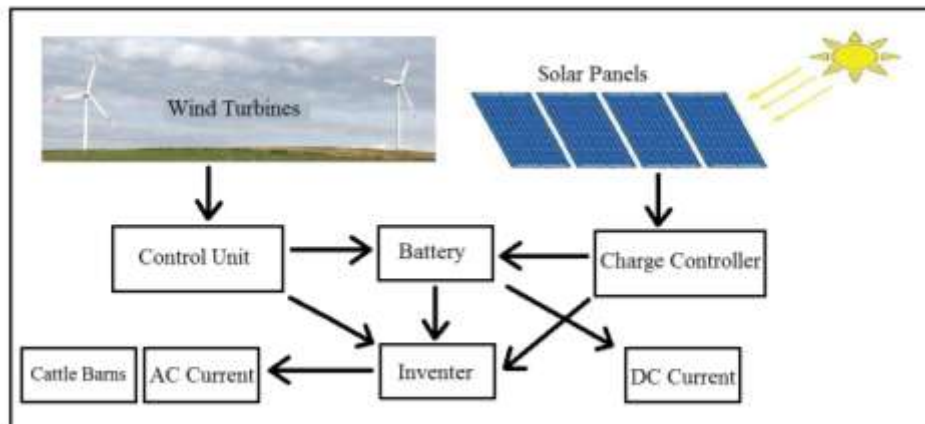 Wind Turbines
Solar Panels
Control Unit
Battery
Charge Controller
Cattle Barns
AC Current
Inventer
DC Current